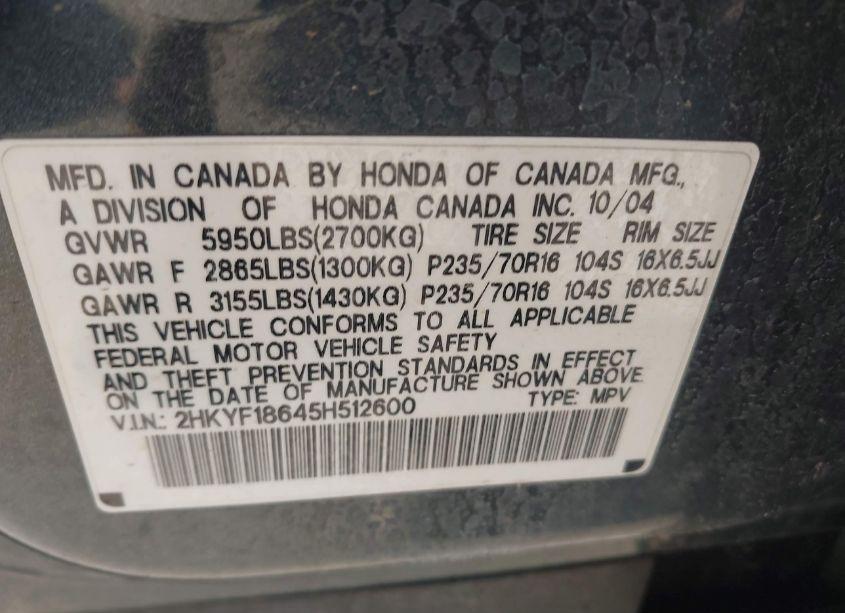 MFD. IN CANADA BY HONDA OF CANADA MFG.,
A DIVISION OF HONDA CANADA INC. 10/04
GVWR 5950LBS(2700KG) TIRE SIZE RIM SIZE
GAWR F 2865LBS(1300KG) P235/70R16 104S 16X6.5JJ
GAWR R 3155LBS(1430KG) P235/70R16 104S 16X6.5JJ
THIS VEHICLE CONFORMS TO ALL APPLICABLE
FEDERAL MOTOR VEHICLE SAFETY
AND THEFT PREVENTION STANDARDS IN EFFECT
ON THE DATE OF MANUFACTURE SHOWN ABOVE.
V.I.N.: 2HKYF18645H512600 TYPE: MPV